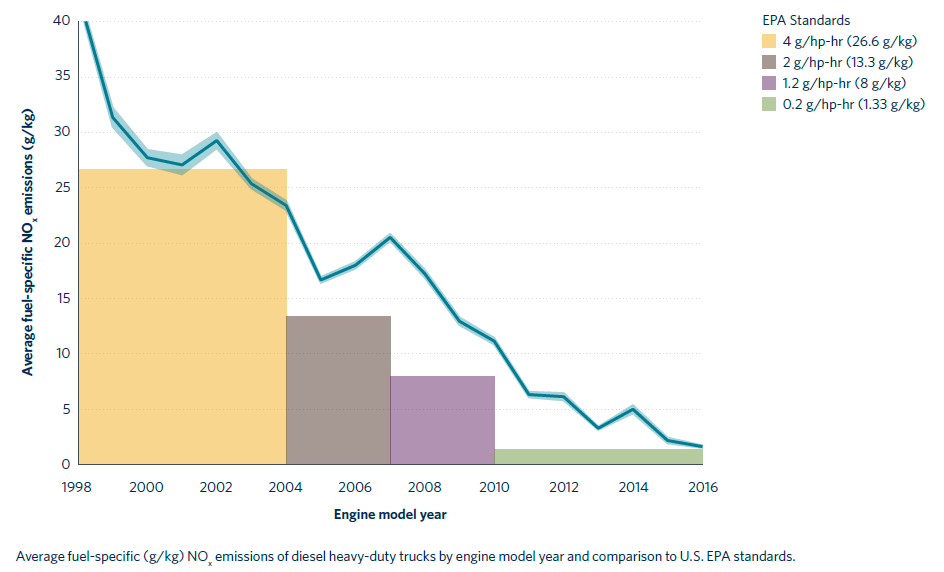 EPA Standards
4 g/hp-hr (26.6 g/kg)
2 g/hp-hr (13.3 g/kg)
1.2 g/hp-hr (8 g/kg)
0.2 g/hp-hr (1.33 g/kg)
Average fuel-specific NOx emissions (g/kg)
40
35
30
25
20
15
10
5
0
1998 2000 2002 2004 2006 2008 2010 2012 2014 2016
Engine model year
Average fuel-specific (g/kg) NOx emissions of diesel heavy-duty trucks by engine model year and comparison to U.S. EPA standards.